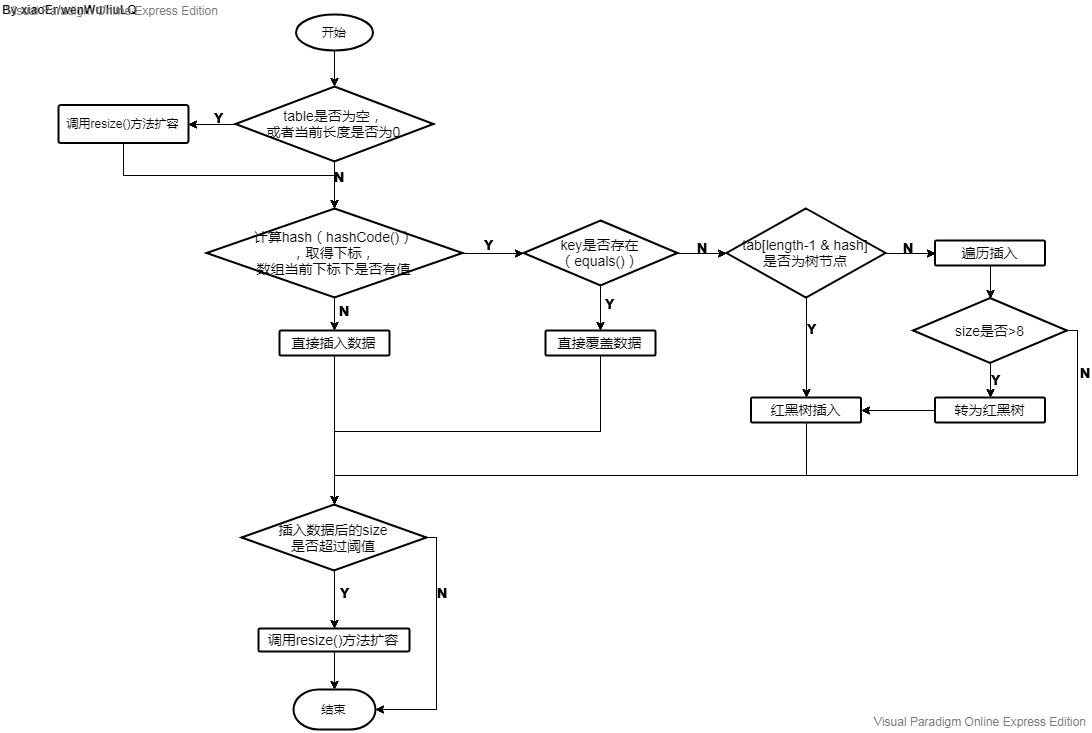 Visual Paradigm Online Express Edition
开始
table是否为空，
或者当前长度是否为0
Y
调用resize()方法扩容
N
计算hash（hashCode()）
，取得下标，
数组当前下标下是否有值
Y
key是否存在
（equals()）
N
tab[length-1 & hash]
是否为树节点
N
遍历插入
N
直接插入数据
Y
直接覆盖数据
Y
size是否>8
N
Y
红黑树插入
转为红黑树
插入数据后的size
是否超过阈值
Y
N
调用resize()方法扩容
结束
Visual Paradigm Online Express Edition